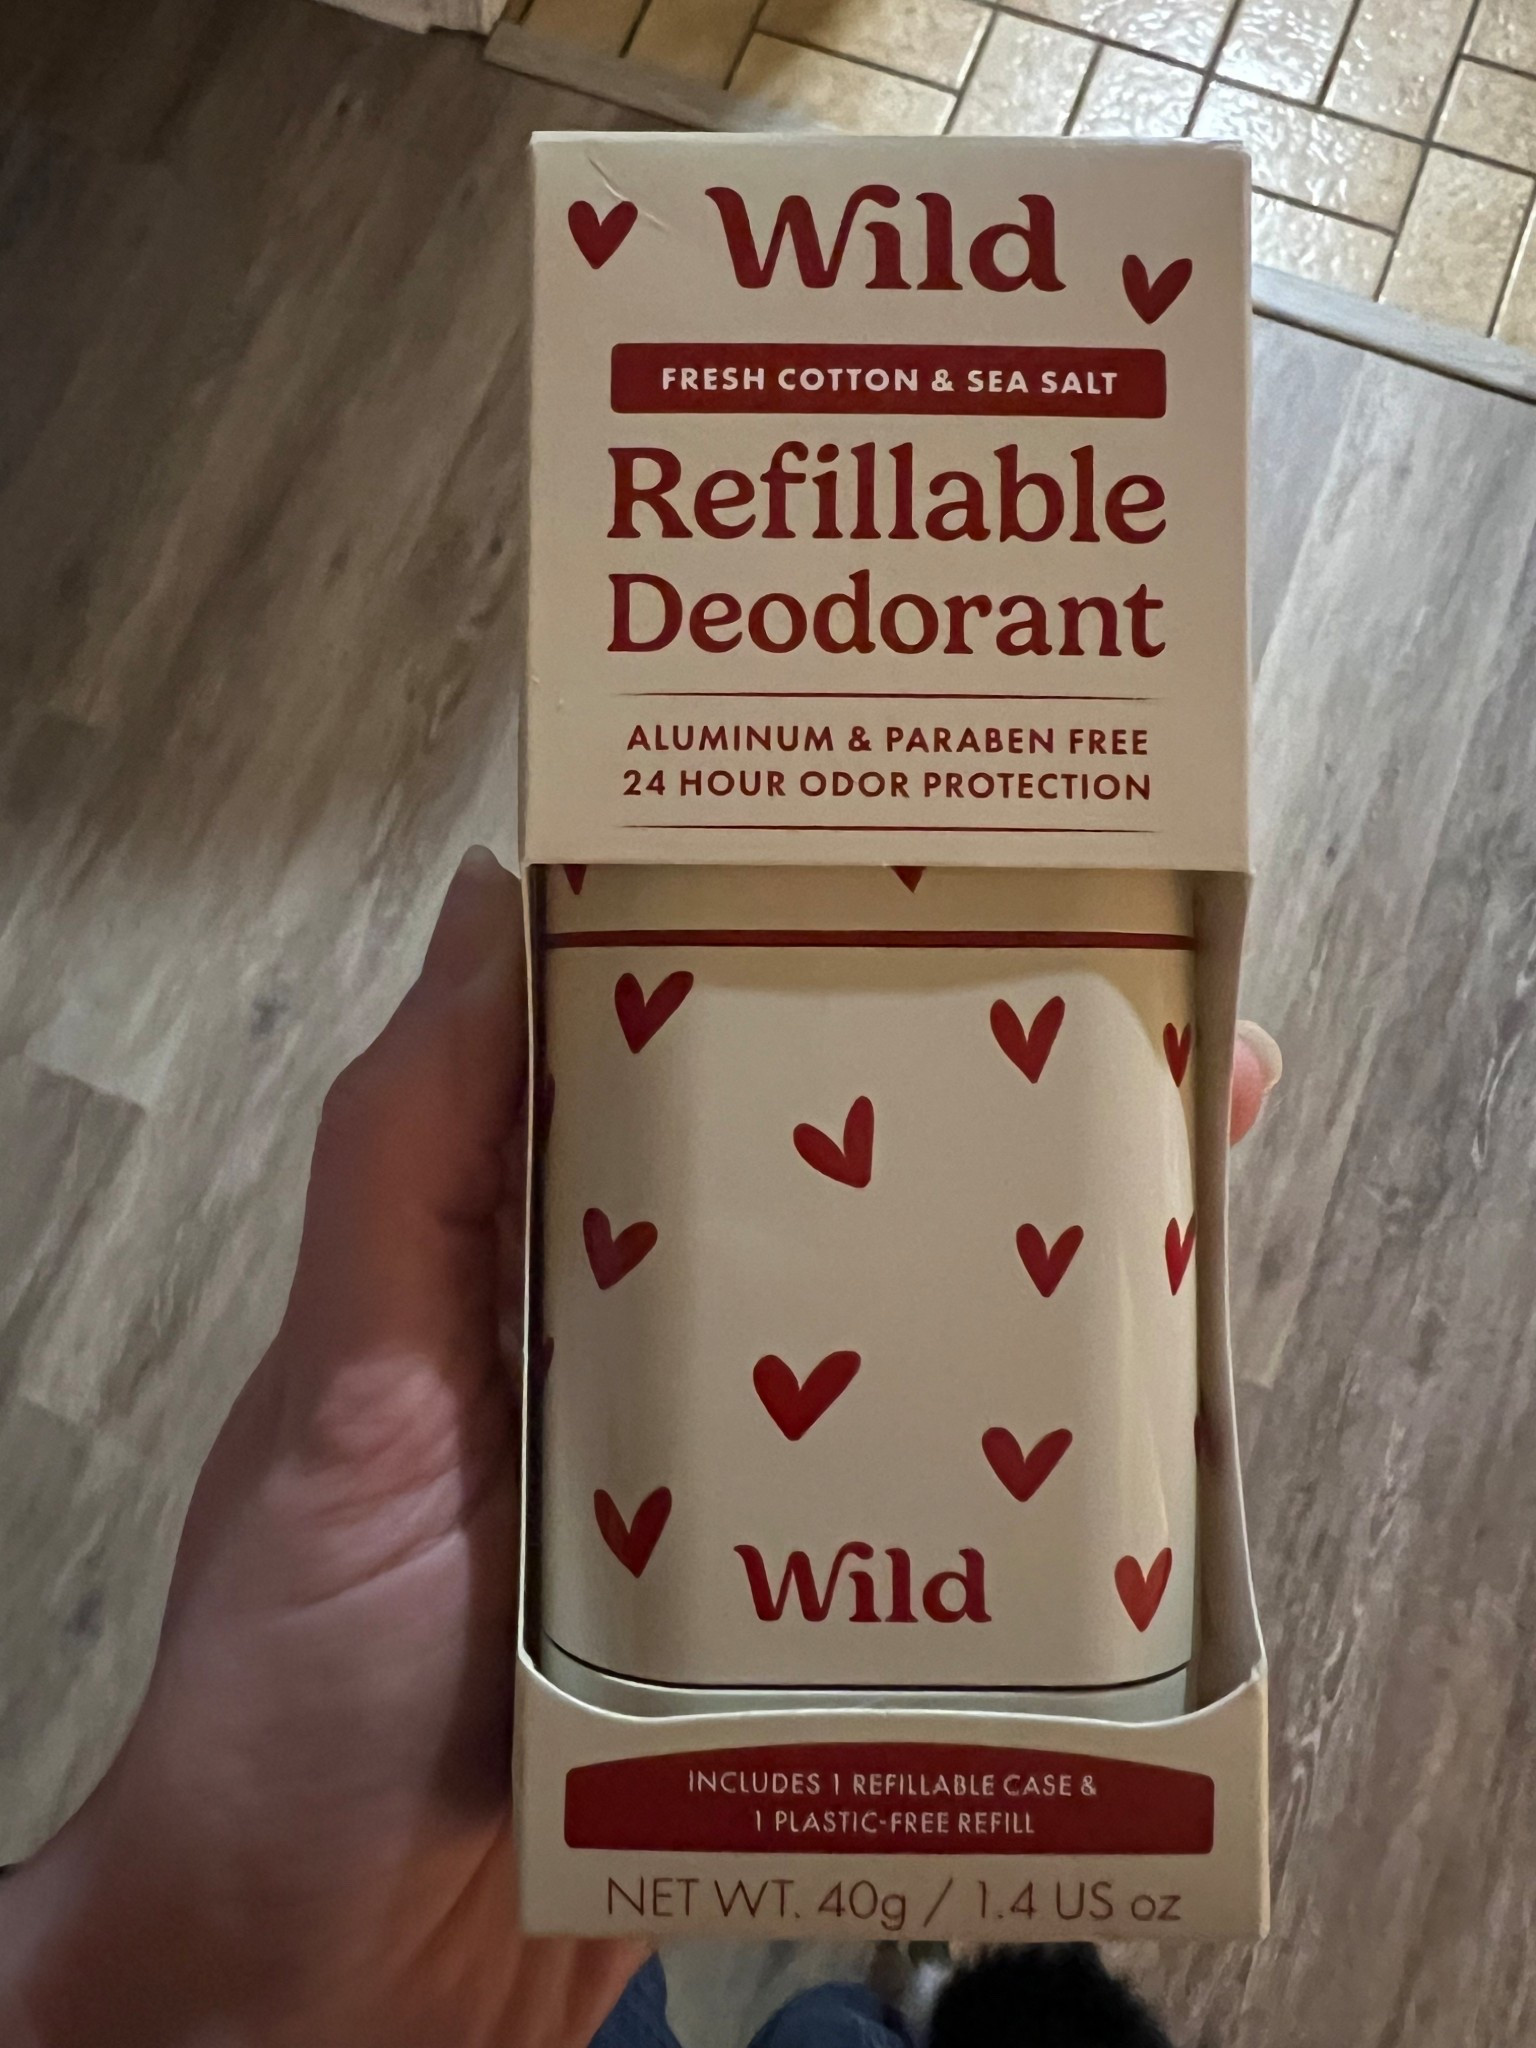 Wild
FRESH COTTON & SEA SALT
Refillable
Deodorant
ALUMINUM & PARABEN FREE
24 HOUR ODOR PROTECTION
Wild
INCLUDES 1 REFILLABLE CASE &
1 PLASTIC-FREE REFILL
NET WT. 40g / 1.4 US oz